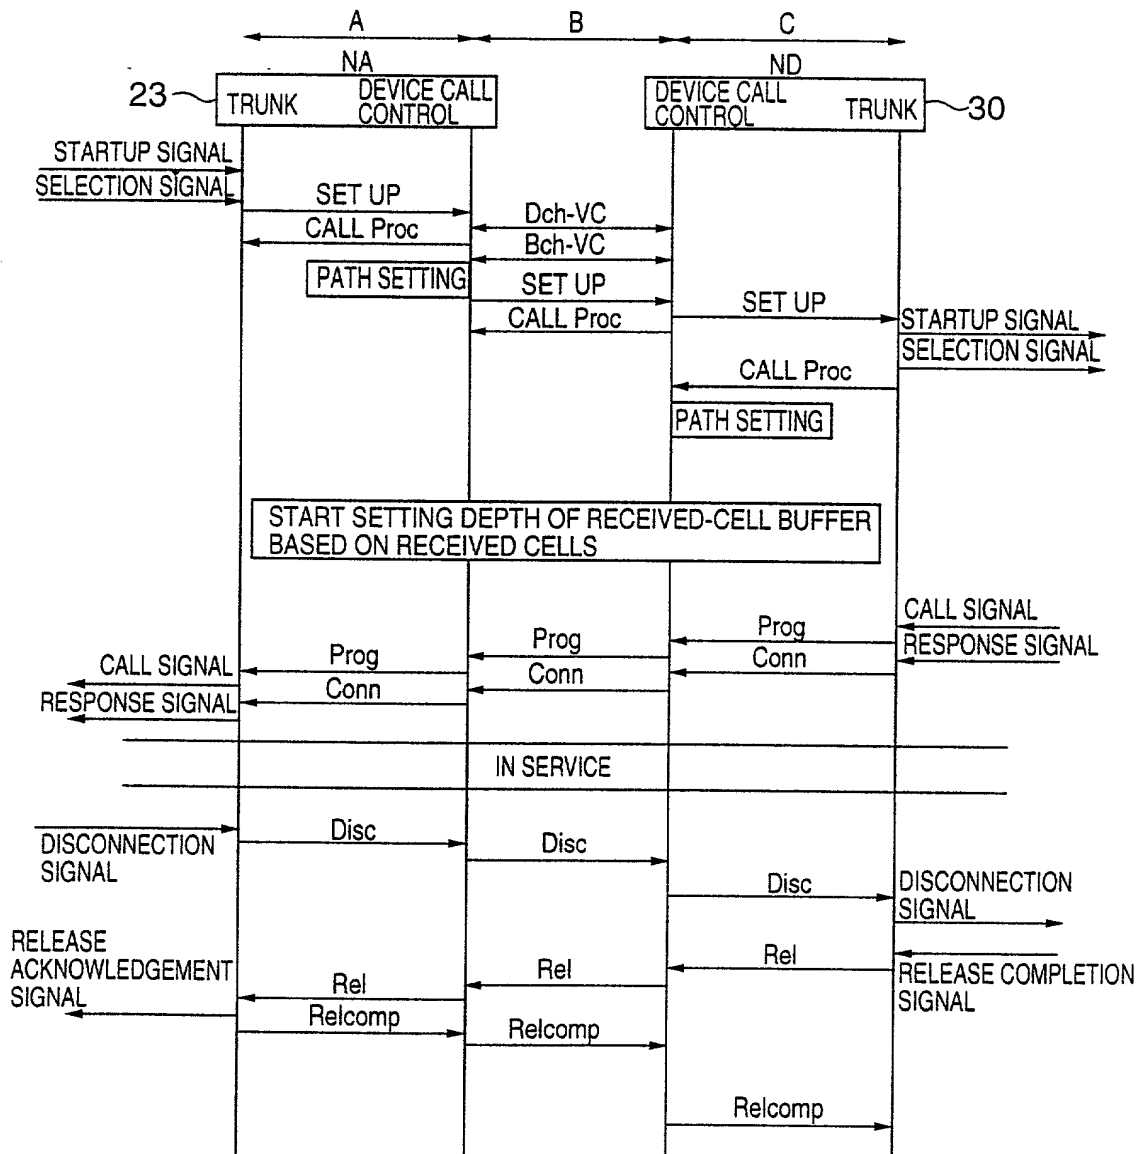 A B C
NA ND
23 TRUNK DEVICE CALL CONTROL DEVICE CALL CONTROL TRUNK 30
STARTUP SIGNAL
SELECTION SIGNAL
SET UP
Dch-VC
CALL Proc
Bch-VC
PATH SETTING
SET UP
SET UP
CALL Proc
STARTUP SIGNAL
SELECTION SIGNAL
CALL Proc
PATH SETTING
START SETTING DEPTH OF RECEIVED-CELL BUFFER
BASED ON RECEIVED CELLS
CALL SIGNAL
Prog
Prog
RESPONSE SIGNAL
Prog
Conn
CALL SIGNAL
Conn
Conn
RESPONSE SIGNAL
IN SERVICE
DISCONNECTION
SIGNAL
Disc
Disc
Disc
DISCONNECTION
SIGNAL
RELEASE
ACKNOWLEDGEMENT
SIGNAL
Rel
RELEASE COMPLETION
SIGNAL
Rel
Rel
Relcomp
Relcomp
Relcomp